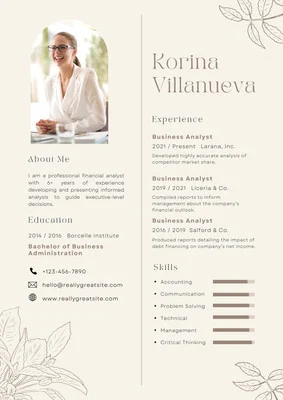 Korina
Villanueva
About Me
I am a professional financial analyst
with 6+ years of experience
developing and presenting informed
analysis to guide executive-level
decisions.
Education
2014 / 2016 Borcelle Institute
Bachelor of Business
Administration
+123-456-7890
hello@reallygreatsite.com
www.reallygreatsite.com
Experience
Business Analyst
2021 / Present Larana, Inc.
Developed highly accurate analysis of
competitor market share.
Business Analyst
2019 / 2021 Liceria & Co.
Compiled reports to inform
management about the company's
financial outlook.
Business Analyst
2016 / 2019 Salford & Co.
Produced reports detailing the impact of
debt financing on company's net income.
Skills
Accounting
Communication
Problem Solving
Technical
Management
Critical Thinking